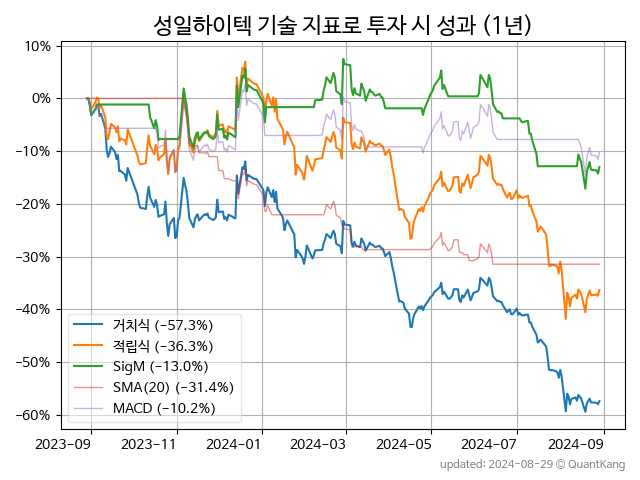 성일하이텍 기술 지표로 투자 시 성과 (1년)
10%
0%
−10%
−20%
−30%
−40%
−50%
−60%
거치식 (−57.3%)
적립식 (−36.3%)
SigM (−13.0%)
SMA(20) (−31.4%)
MACD (−10.2%)
2023-09 2023-11 2024-01 2024-03 2024-05 2024-07 2024-09
updated: 2024-08-29 © QuantKang